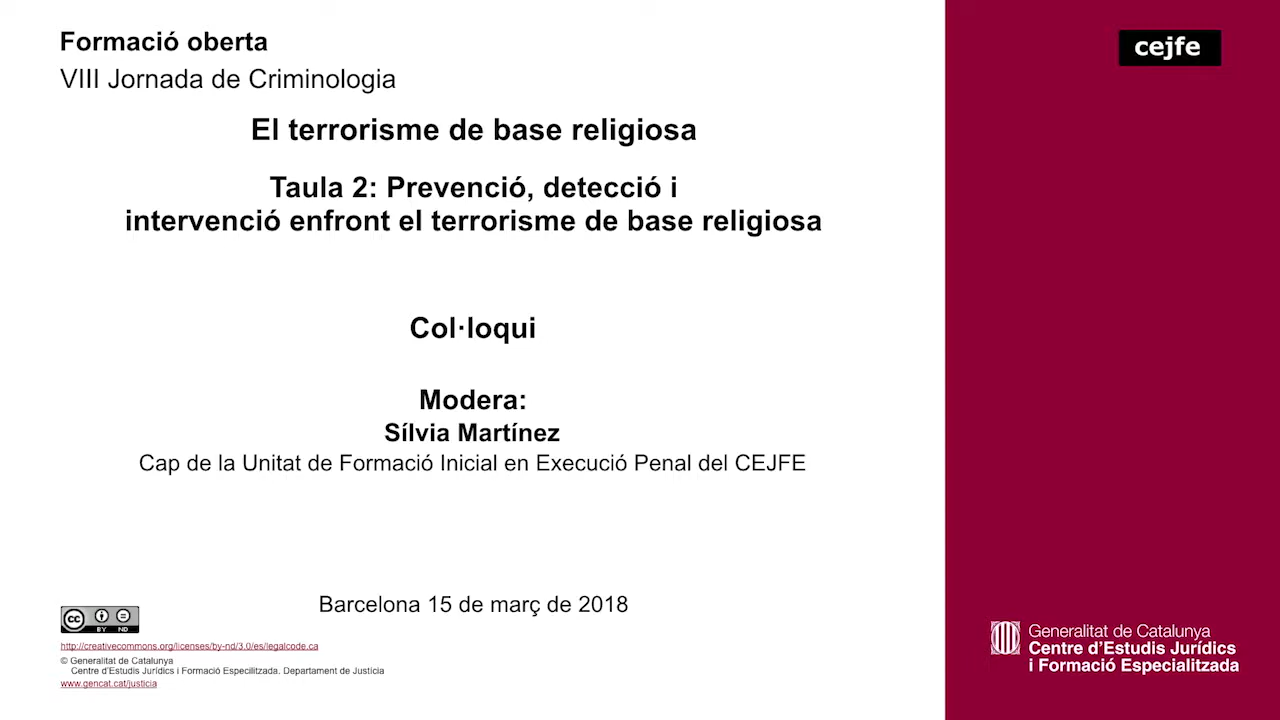 Formació oberta
VIII Jornada de Criminologia
cejfe
El terrorisme de base religiosa
Taula 2: Prevenció, detecció i
intervenció enfront el terrorisme de base religiosa
Col·loqui
Modera:
Sílvia Martínez
Cap de la Unitat de Formació Inicial en Execució Penal del CEJFE
Barcelona 15 de març de 2018
cc BY ND
http://creativecommons.org/licenses/by-nd/3.0/es/legalcode.ca
© Generalitat de Catalunya
Centre d'Estudis Jurídics i Formació Especilitzada. Departament de Justícia
www.gencat.cat/justicia
Generalitat de Catalunya
Centre d'Estudis Jurídics
i Formació Especialitzada